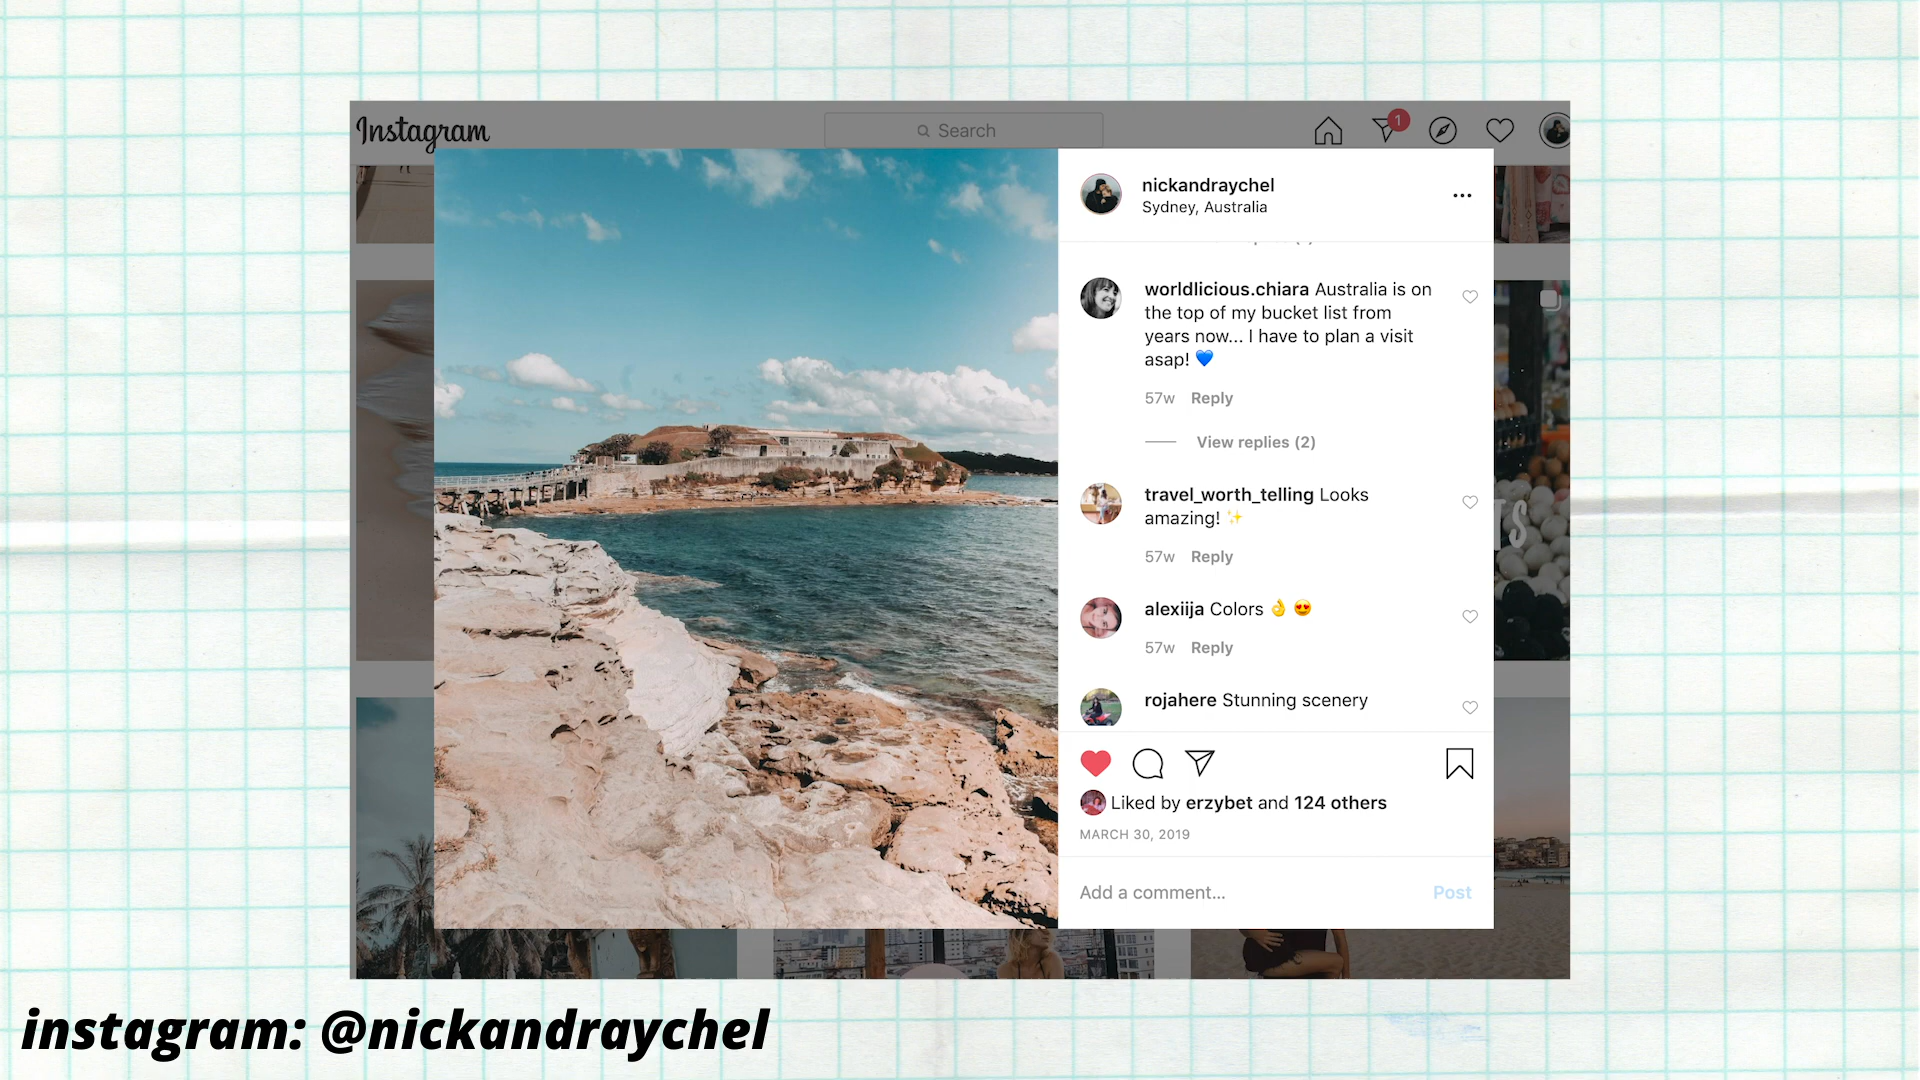 Instagram
Search
1
nickandraychel
Sydney, Australia
worldlicious.chiara Australia is on
the top of my bucket list from
years now... I have to plan a visit
asap! 💙
57w Reply
View replies (2)
travel_worth_telling Looks
amazing! ✨
57w Reply
alexiija Colors 👌 😍
57w Reply
rojahere Stunning scenery
Liked by erzybet and 124 others
MARCH 30, 2019
Add a comment...
Post
instagram: @nickandraychel